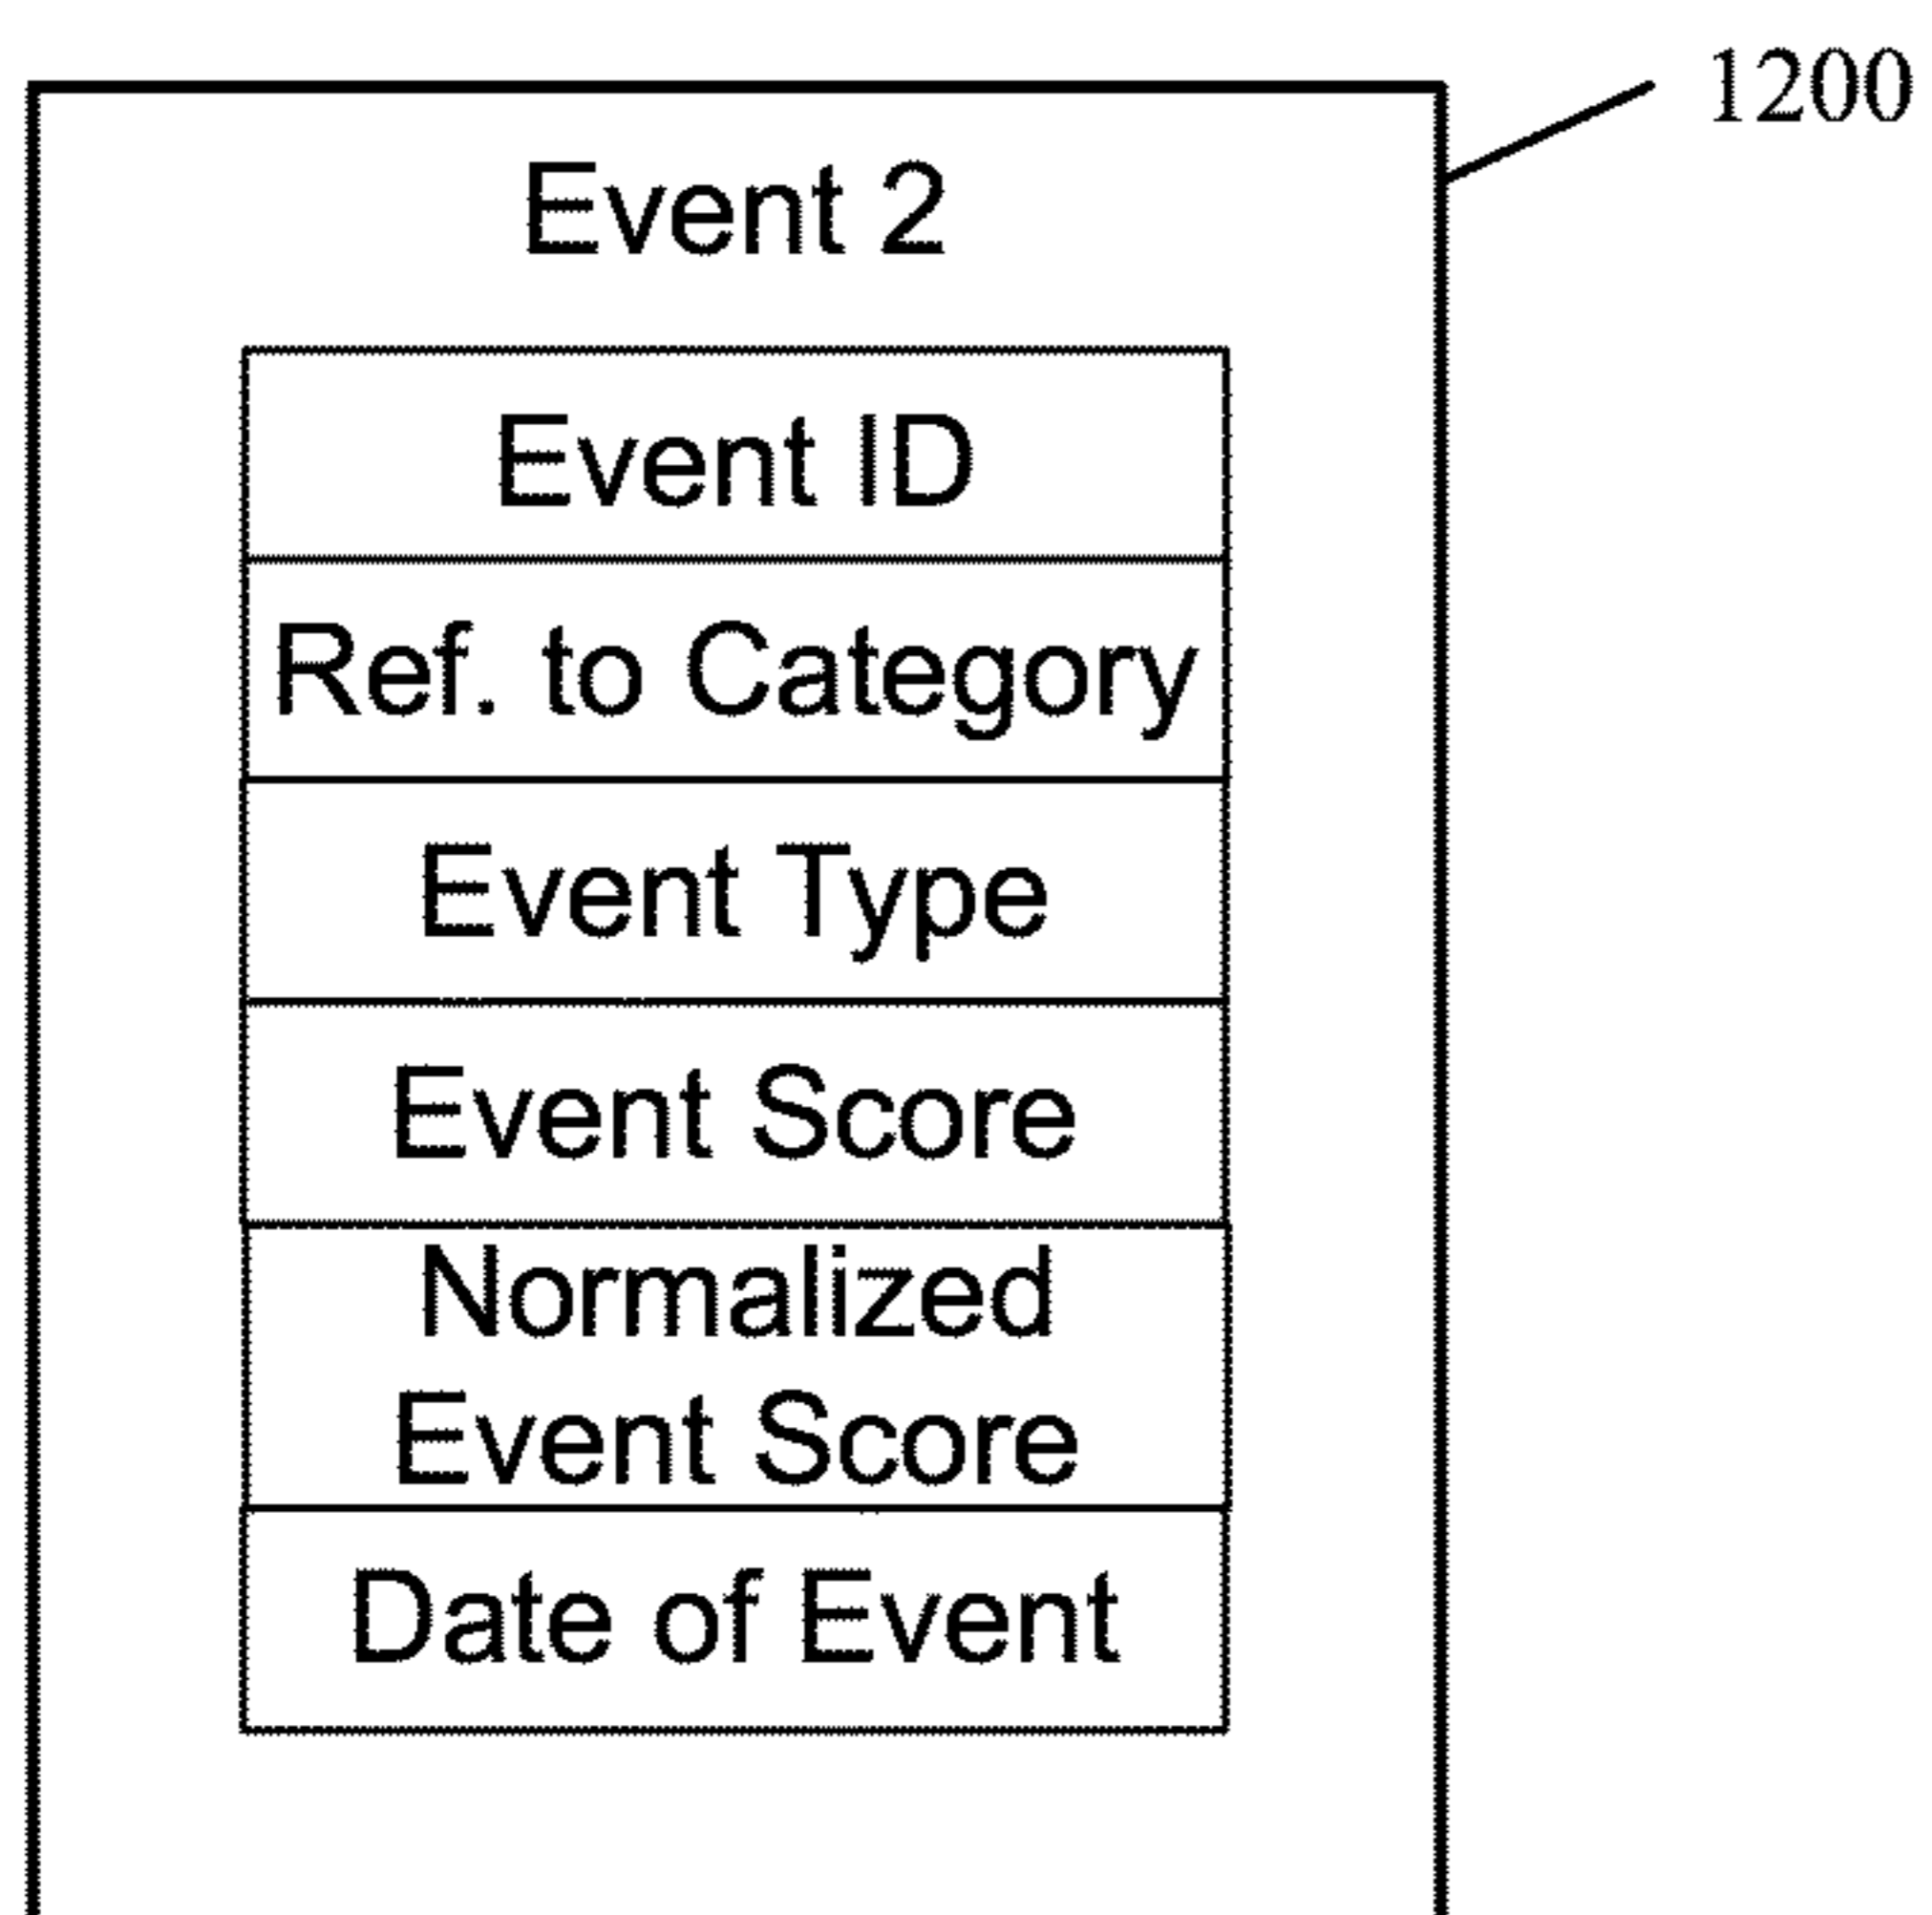 1200
Event 2
Event ID
Ref. to Category
Event Type
Event Score
Normalized
Event Score
Date of Event